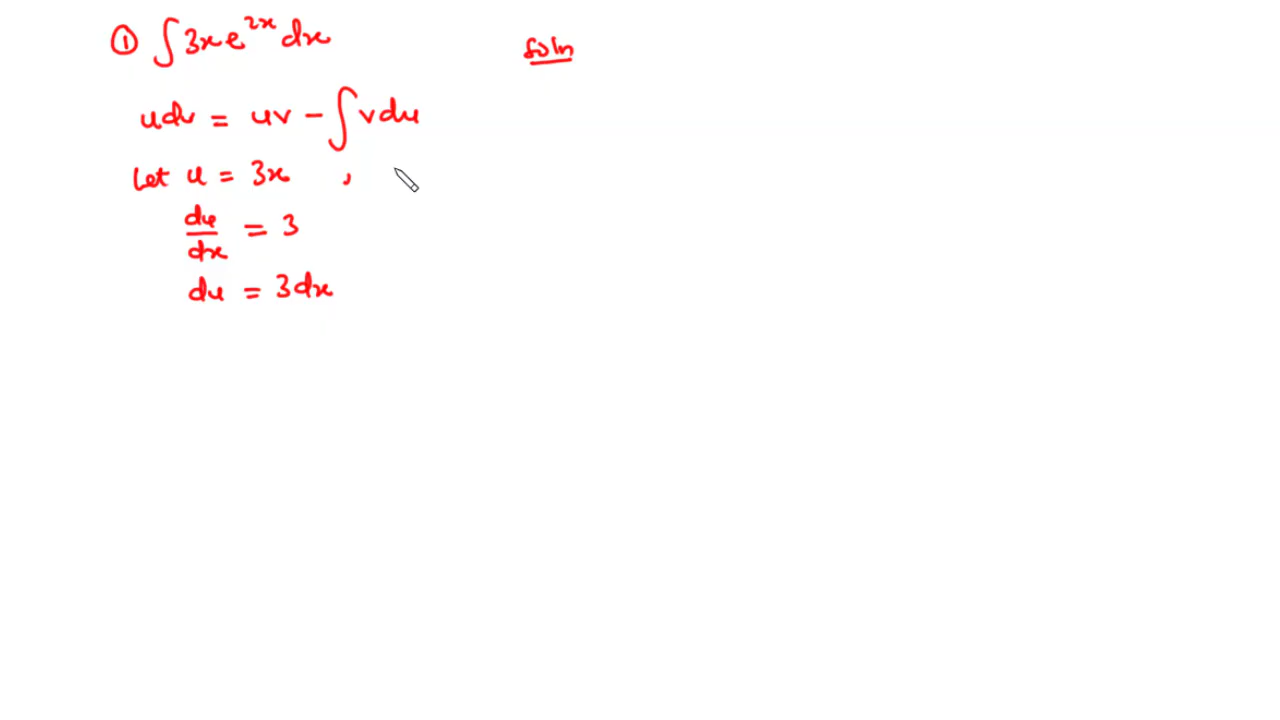 ① ∫3xe^{2x}dx
soln
udv = uv - ∫vdu
Let u = 3x ,
du/dx = 3
du = 3dx